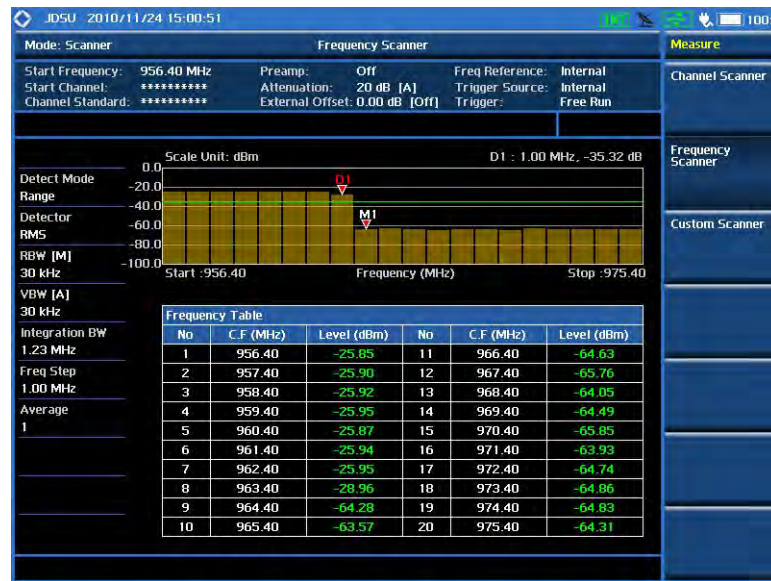 JDSU 2010/11/24 15:00:51
100
Mode: Scanner
Frequency Scanner
Start Frequency: 956.40 MHz
Start Channel: **********
Channel Standard: **********
Preamp: Off
Attenuation: 20 dB [A]
External Offset: 0.00 dB [Off]
Freq Reference: Internal
Trigger Source: Internal
Trigger: Free Run
Detect Mode
Range
Detector
RMS
RBW [M]
30 kHz
VBW [A]
30 kHz
Integration BW
1.23 MHz
Freq Step
1.00 MHz
Average
1
Scale Unit: dBm
D1 : 1.00 MHz, -35.32 dB
0.0
-20.0
-40.0
-60.0
-80.0
-100.0
D1
M1
Start :956.40 Frequency (MHz) Stop :975.40
Frequency Table
No C.F (MHz) Level (dBm) No C.F (MHz) Level (dBm)
1 956.40 -25.85 11 966.40 -64.63
2 957.40 -25.90 12 967.40 -65.76
3 958.40 -25.92 13 968.40 -64.05
4 959.40 -25.95 14 969.40 -64.49
5 960.40 -25.87 15 970.40 -65.85
6 961.40 -25.94 16 971.40 -63.93
7 962.40 -25.95 17 972.40 -64.74
8 963.40 -28.96 18 973.40 -64.86
9 964.40 -64.28 19 974.40 -64.83
10 965.40 -63.57 20 975.40 -64.31
Measure
Channel Scanner
Frequency
Scanner
Custom Scanner